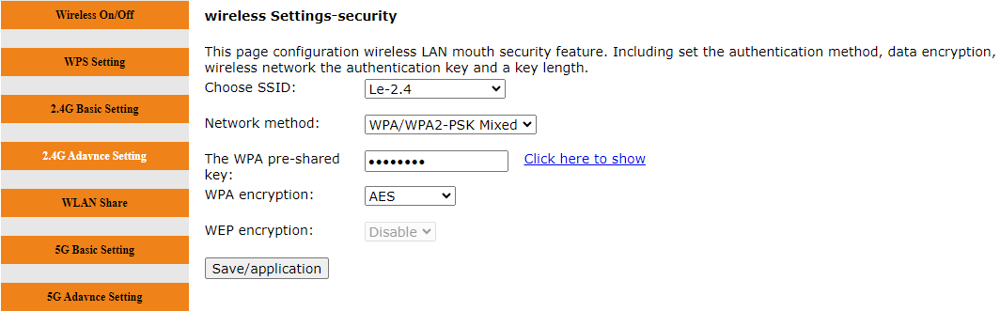 Wireless On/Off
WPS Setting
2.4G Basic Setting
2.4G Adavnce Setting
WLAN Share
5G Basic Setting
5G Adavnce Setting
wireless Settings-security
This page configuration wireless LAN mouth security feature. Including set the authentication method, data encryption,
wireless network the authentication key and a key length.
Choose SSID: Le-2.4
Network method: WPA/WPA2-PSK Mixed
The WPA pre-shared key: •••••••• Click here to show
WPA encryption: AES
WEP encryption: Disable
Save/application